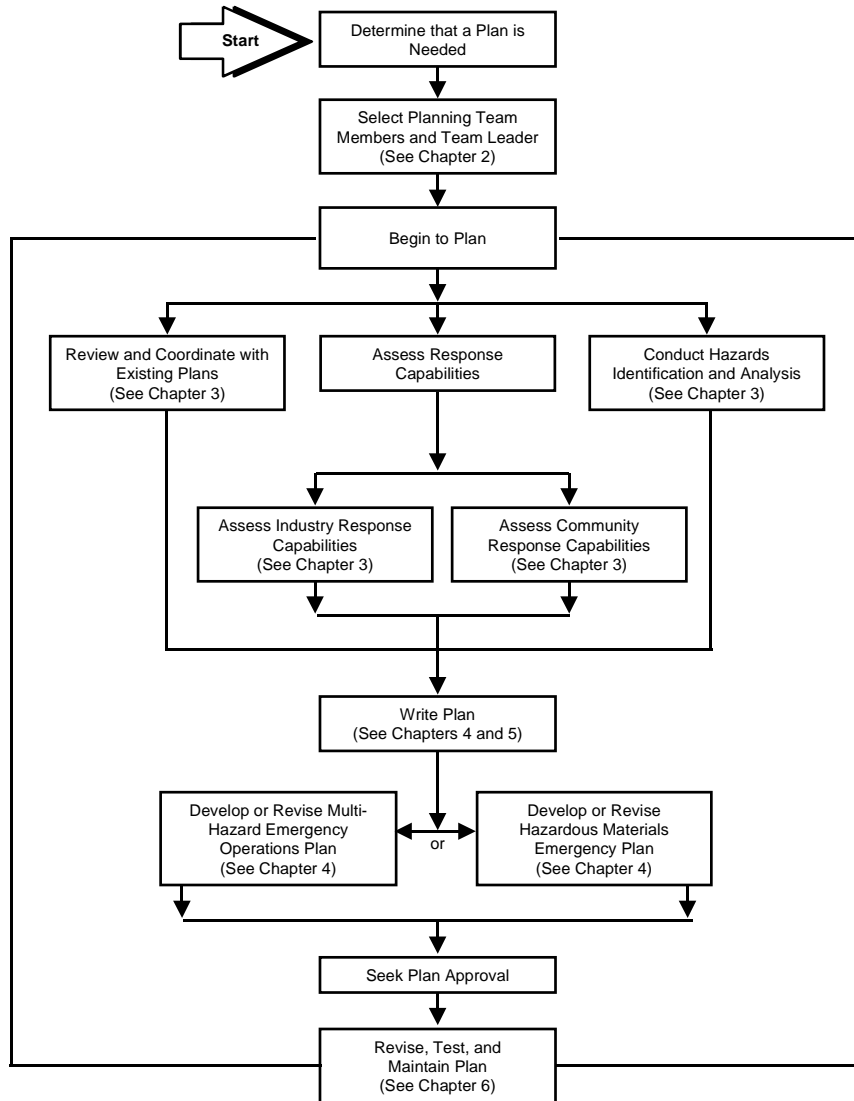 Start
Determine that a Plan is
Needed
Select Planning Team
Members and Team Leader
(See Chapter 2)
Begin to Plan
Review and Coordinate with
Existing Plans
(See Chapter 3)
Assess Response
Capabilities
Conduct Hazards
Identification and Analysis
(See Chapter 3)
Assess Industry Response
Capabilities
(See Chapter 3)
Assess Community
Response Capabilities
(See Chapter 3)
Write Plan
(See Chapters 4 and 5)
Develop or Revise Multi-
Hazard Emergency
Operations Plan
(See Chapter 4)
or
Develop or Revise
Hazardous Materials
Emergency Plan
(See Chapter 4)
Seek Plan Approval
Revise, Test, and
Maintain Plan
(See Chapter 6)